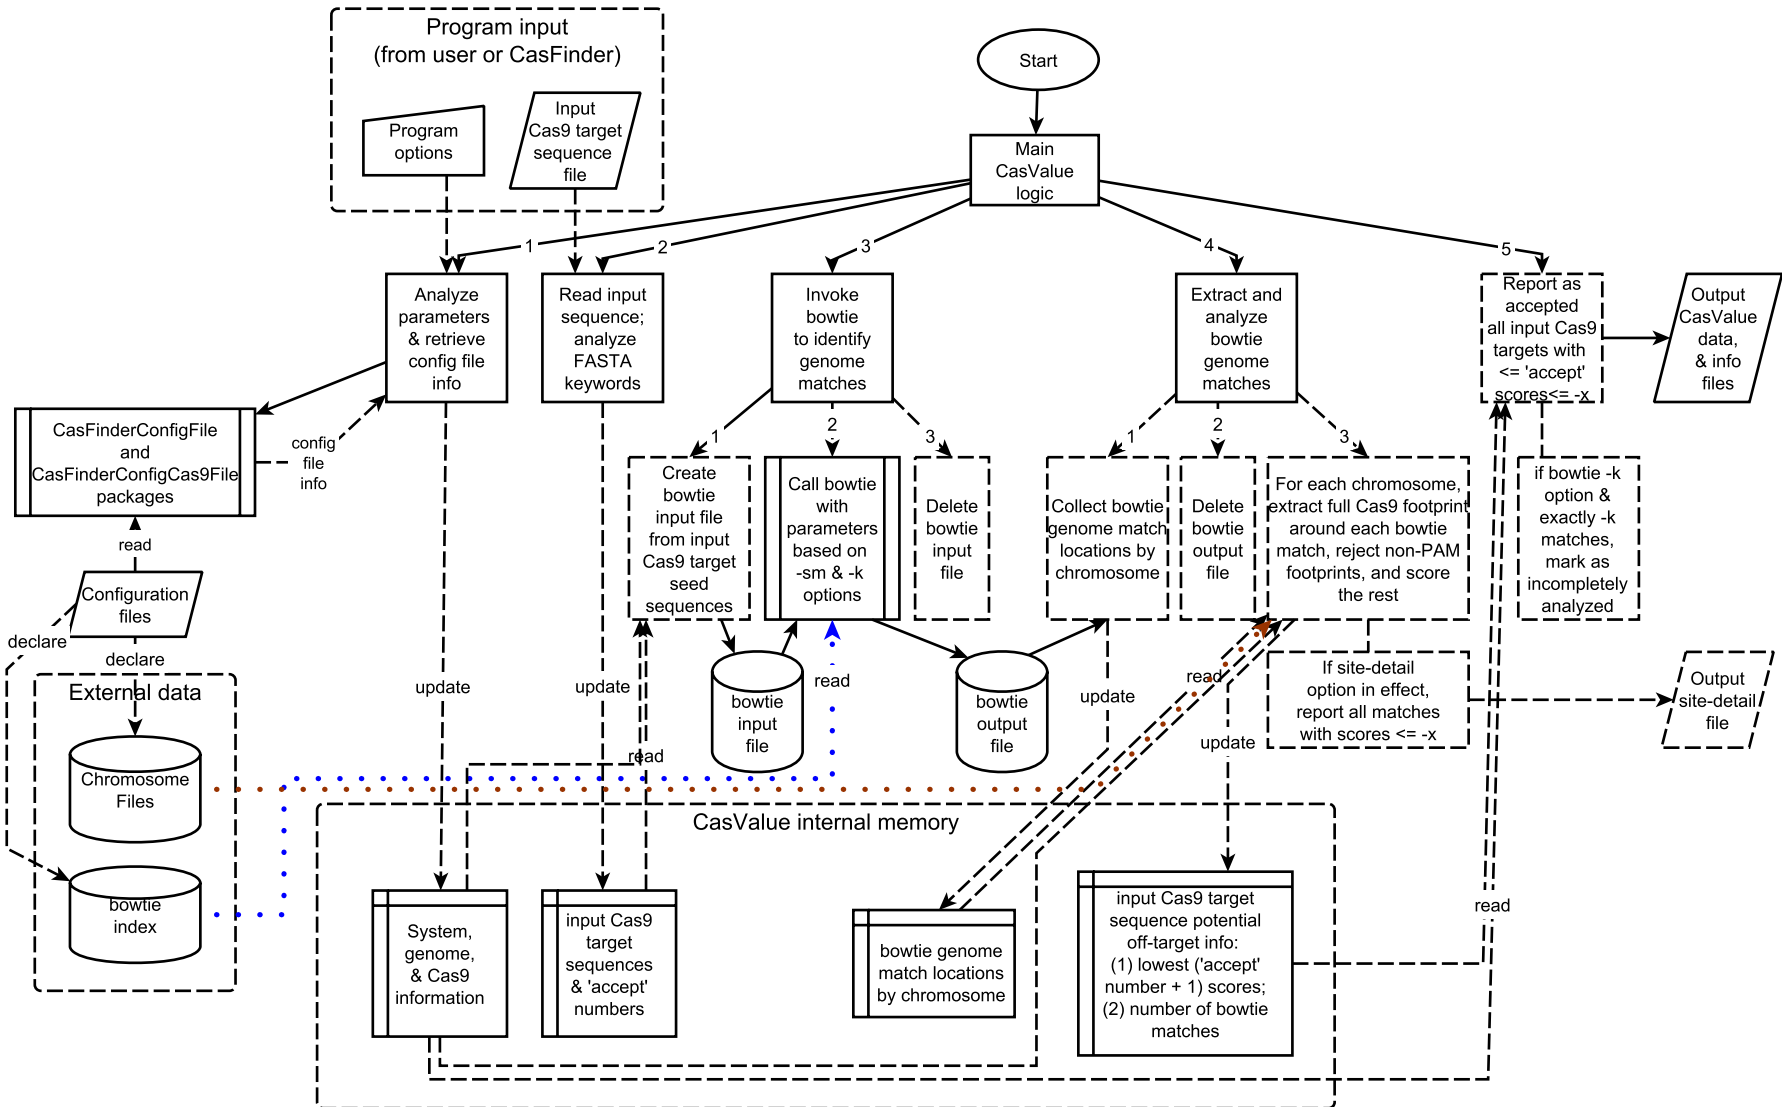 Program input
(from user or CasFinder)
Program
options
Input
Cas9 target
sequence
file
Start
Main
CasValue
logic
1
2
3
4
5
Analyze
parameters
& retrieve
config file
info
Read input
sequence;
analyze
FASTA
keywords
Invoke
bowtie
to identify
genome
matches
Extract and
analyze
bowtie
genome
matches
Report as
accepted
all input Cas9
targets with
<= 'accept'
scores<= -x
Output
CasValue
data,
& info
files
CasFinderConfigFile
and
CasFinderConfigCas9File
packages
config
file
info
1
2
3
1
2
3
Create
bowtie
input file
from input
Cas9 target
seed
sequences
Call bowtie
with
parameters
based on
-sm & -k
options
Delete
bowtie
input
file
Collect bowtie
genome match
locations by
chromosome
Delete
bowtie
output
file
For each chromosome,
extract full Cas9 footprint
around each bowtie
match, reject non-PAM
footprints, and score
the rest
if bowtie -k
option &
exactly -k
matches,
mark as
incompletely
analyzed
read
Configuration
files
declare
declare
External data
Chromosome
Files
bowtie
index
update
update
read
bowtie
input
file
read
bowtie
output
file
update
read
update
If site-detail
option in effect,
report all matches
with scores <= -x
Output
site-detail
file
read
CasValue internal memory
System,
genome,
& Cas9
information
input Cas9
target
sequences
& 'accept'
numbers
bowtie genome
match locations
by chromosome
input Cas9 target
sequence potential
off-target info:
(1) lowest ('accept'
number + 1) scores;
(2) number of bowtie
matches